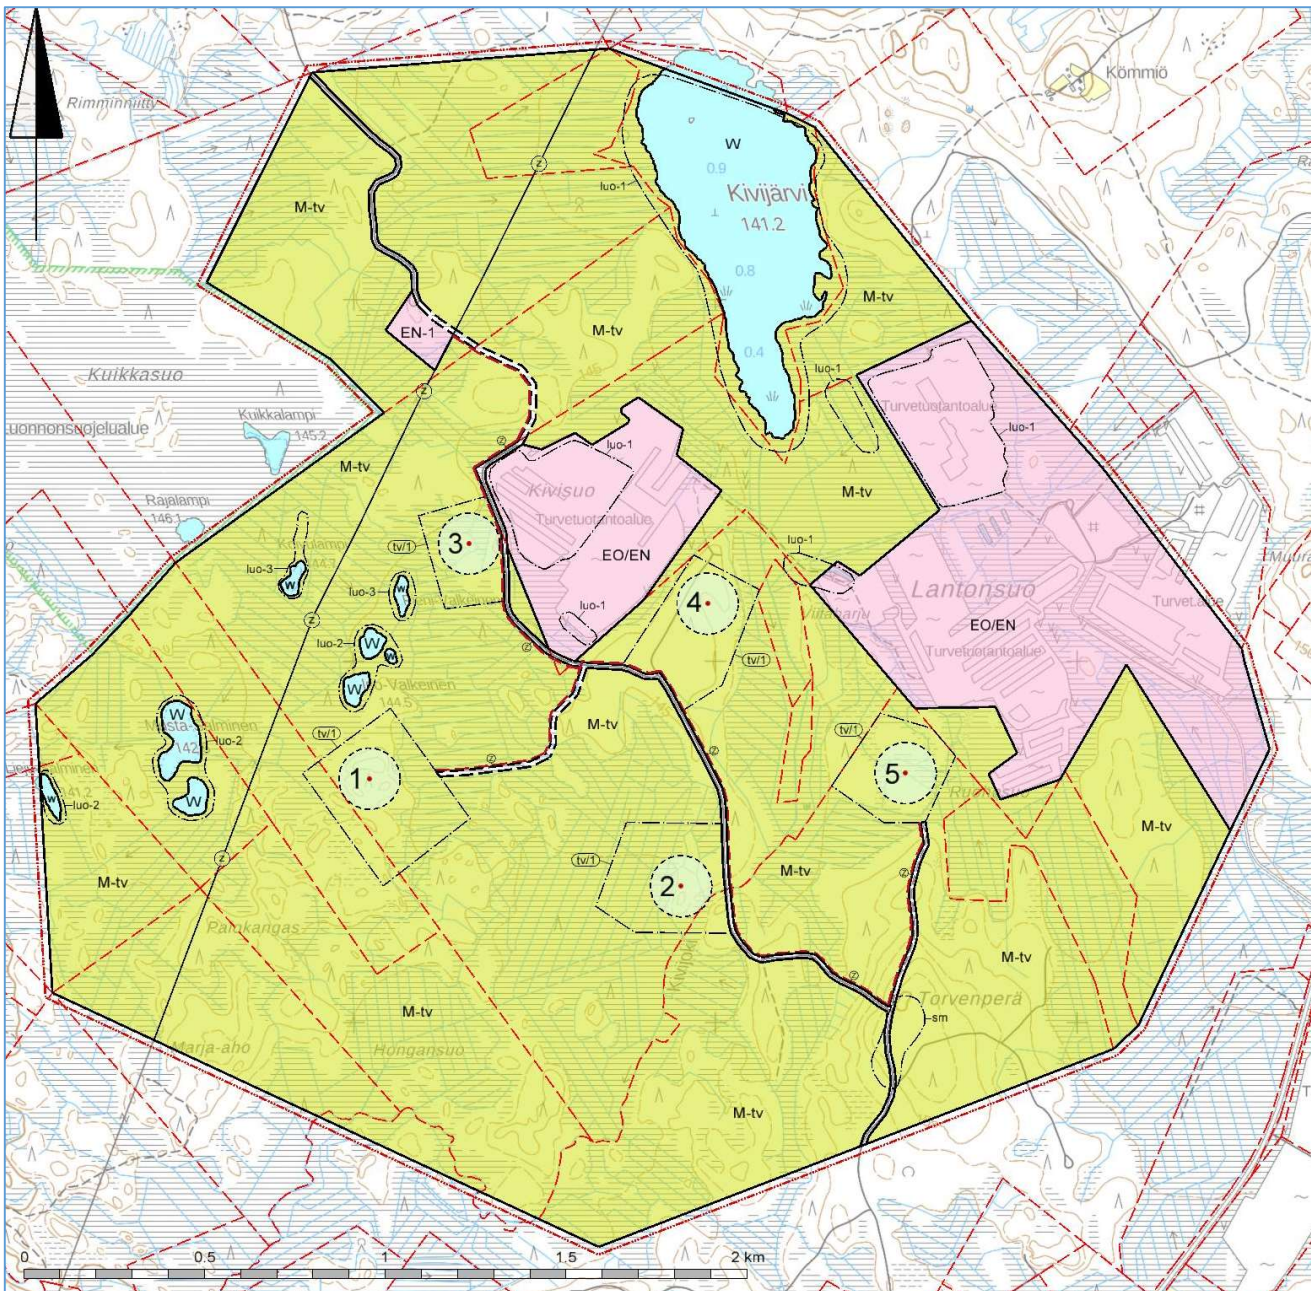 Kömmiö
Rimminniitty
W
0.9
luo-1
Kivijärvi
141.2
M-tv
0.8
M-tv
M-tv
EN-1
0.4
Kuikkasuo
luo-1
Turvetuotantoalue
luo-1
Kuikkalampi
145.2
luonnonsuojelualue
luo-1
M-tv
Kivisuo
M-tv
Rajalampi
146.1
Turvetuotantoalue
3
tv/1
EO/EN
luo-1
luo-3
luo-3
W
W
4
Lantonsuo
luo-1
Viitaharju
EO/EN
Turvetuotantoalue
luo-2
W
W
W
144.5
tv/1
W
luo-2
M-tv
tv/1
tv/1
1
5
W
luo-2
W
M-tv
tv/1
2
M-tv
M-tv
Palokangas
Kivijoki
M-tv
Torvenperä
sm
M-tv
Marja-aho
Hongansuo
M-tv
0 0.5 1 1.5 2 km